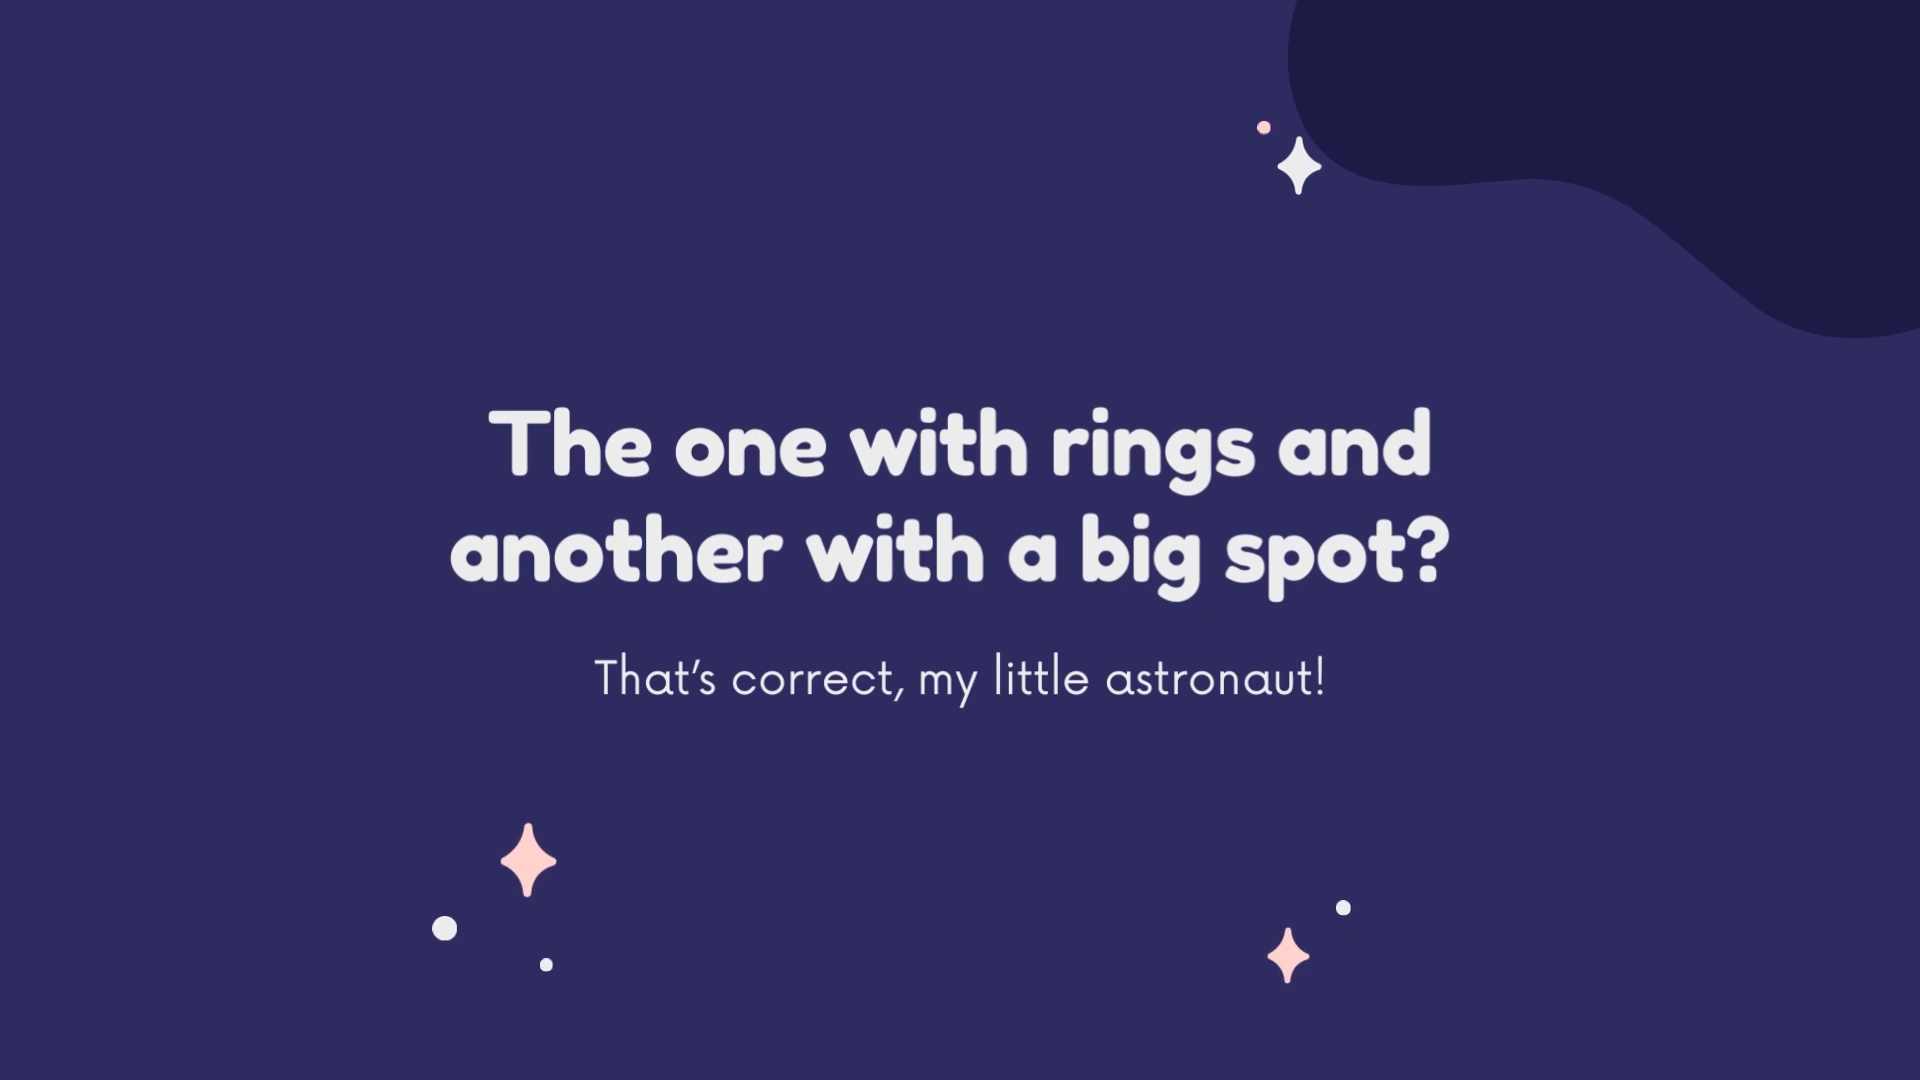 The one with rings and
another with a big spot?
That's correct, my little astronaut!